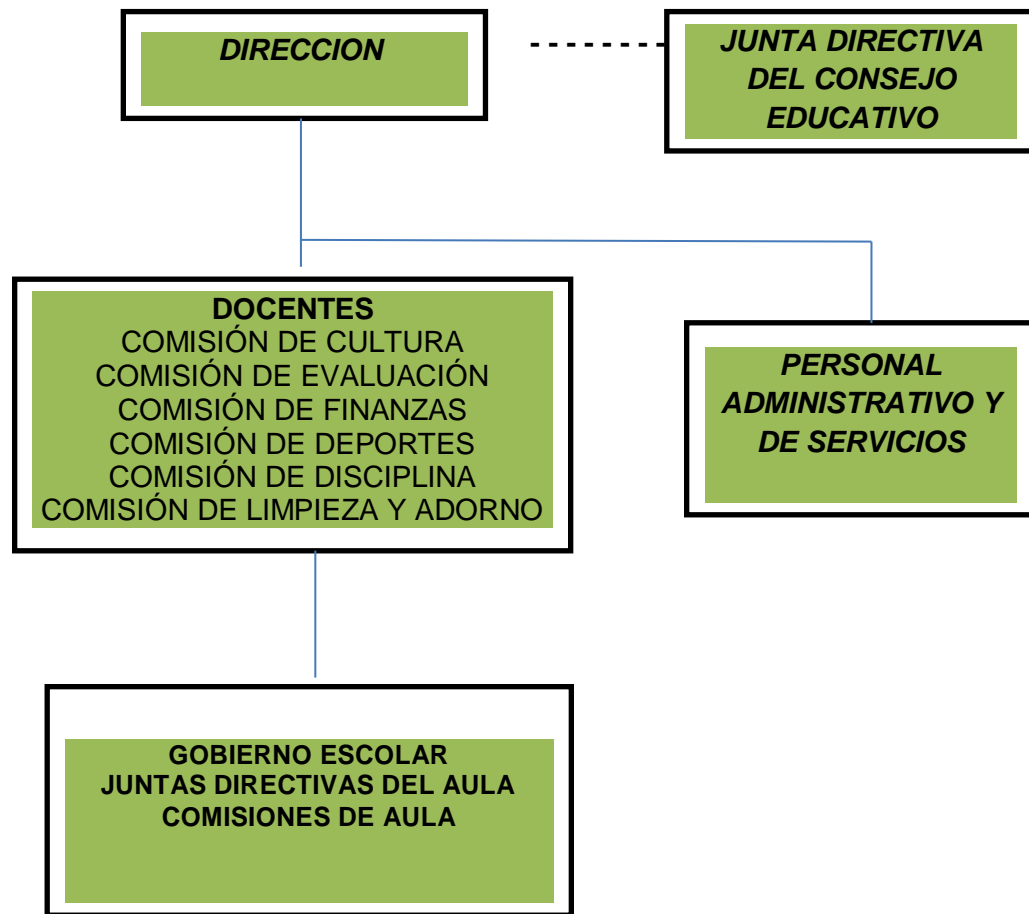 DIRECCION
JUNTA DIRECTIVA
DEL CONSEJO
EDUCATIVO
DOCENTES
COMISIÓN DE CULTURA
COMISIÓN DE EVALUACIÓN
COMISIÓN DE FINANZAS
COMISIÓN DE DEPORTES
COMISIÓN DE DISCIPLINA
COMISIÓN DE LIMPIEZA Y ADORNO
PERSONAL
ADMINISTRATIVO Y
DE SERVICIOS
GOBIERNO ESCOLAR
JUNTAS DIRECTIVAS DEL AULA
COMISIONES DE AULA